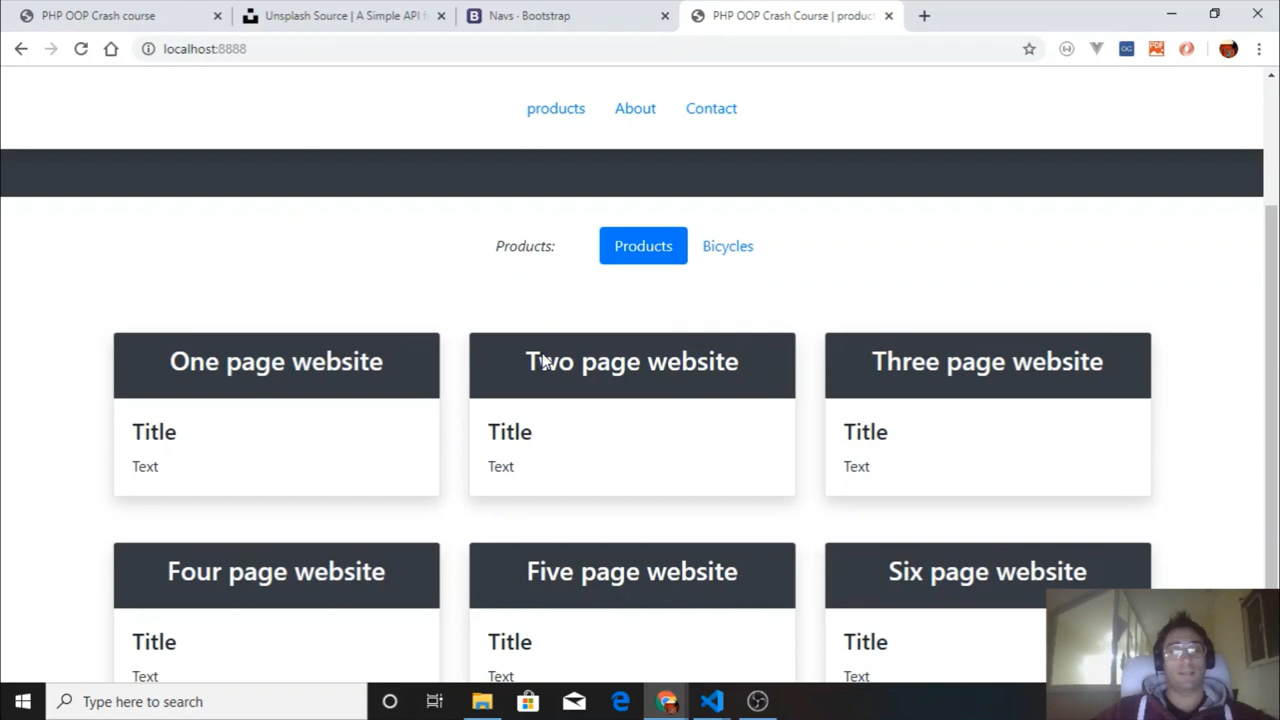 PHP OOP Crash course
Unsplash Source | A Simple API f
Navs · Bootstrap
PHP OOP Crash Course | product
localhost:8888
OG
PDF
products About Contact
Products: Products Bicycles
One page website
Title
Text
Two page website
Title
Text
Three page website
Title
Text
Four page website
Title
Text
Five page website
Title
Text
Six page website
Title
Type here to search